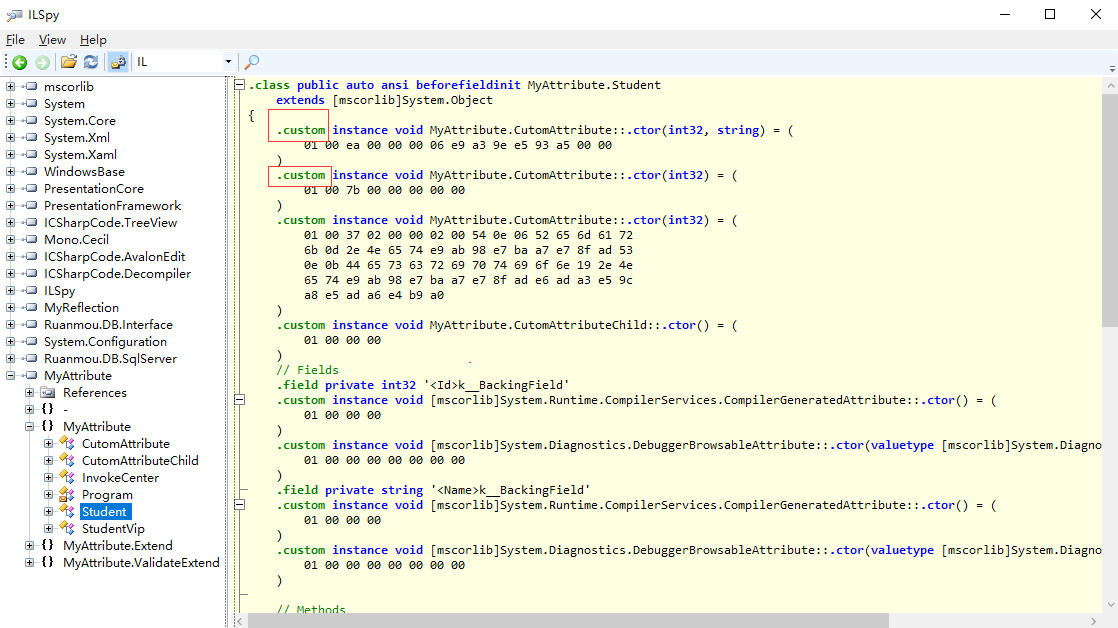 ILSpy
File View Help
IL
mscorlib
System
System.Core
System.Xml
System.Xaml
WindowsBase
PresentationCore
PresentationFramework
ICSharpCode.TreeView
Mono.Cecil
ICSharpCode.AvalonEdit
ICSharpCode.Decompiler
ILSpy
MyReflection
Ruanmou.DB.Interface
System.Configuration
Ruanmou.DB.SqlServer
MyAttribute
References
{} -
{} MyAttribute
CutomAttribute
CutomAttributeChild
InvokeCenter
Program
Student
StudentVip
{} MyAttribute.Extend
{} MyAttribute.ValidateExtend
.class public auto ansi beforefieldinit MyAttribute.Student
extends [mscorlib]System.Object
{
.custom instance void MyAttribute.CutomAttribute::.ctor(int32, string) = (
01 00 ea 00 00 00 06 e9 a3 9e e5 93 a5 00 00
)
.custom instance void MyAttribute.CutomAttribute::.ctor(int32) = (
01 00 7b 00 00 00 00 00
)
.custom instance void MyAttribute.CutomAttribute::.ctor(int32) = (
01 00 37 02 00 00 02 00 54 0e 06 52 65 6d 61 72
6b 0d 2e 4e 65 74 e9 ab 98 e7 ba a7 e7 8f ad 53
0e 0b 44 65 73 63 72 69 70 74 69 6f 6e 19 2e 4e
65 74 e9 ab 98 e7 ba a7 e7 8f ad e6 ad a3 e5 9c
a8 e5 ad a6 e4 b9 a0
)
.custom instance void MyAttribute.CutomAttributeChild::.ctor() = (
01 00 00 00
)
// Fields
.field private int32 '<Id>k__BackingField'
.custom instance void [mscorlib]System.Runtime.CompilerServices.CompilerGeneratedAttribute::.ctor() = (
01 00 00 00
)
.custom instance void [mscorlib]System.Diagnostics.DebuggerBrowsableAttribute::.ctor(valuetype [mscorlib]System.Diagno
01 00 00 00 00 00 00 00
)
.field private string '<Name>k__BackingField'
.custom instance void [mscorlib]System.Runtime.CompilerServices.CompilerGeneratedAttribute::.ctor() = (
01 00 00 00
)
.custom instance void [mscorlib]System.Diagnostics.DebuggerBrowsableAttribute::.ctor(valuetype [mscorlib]System.Diagno
01 00 00 00 00 00 00 00
)
// Methods